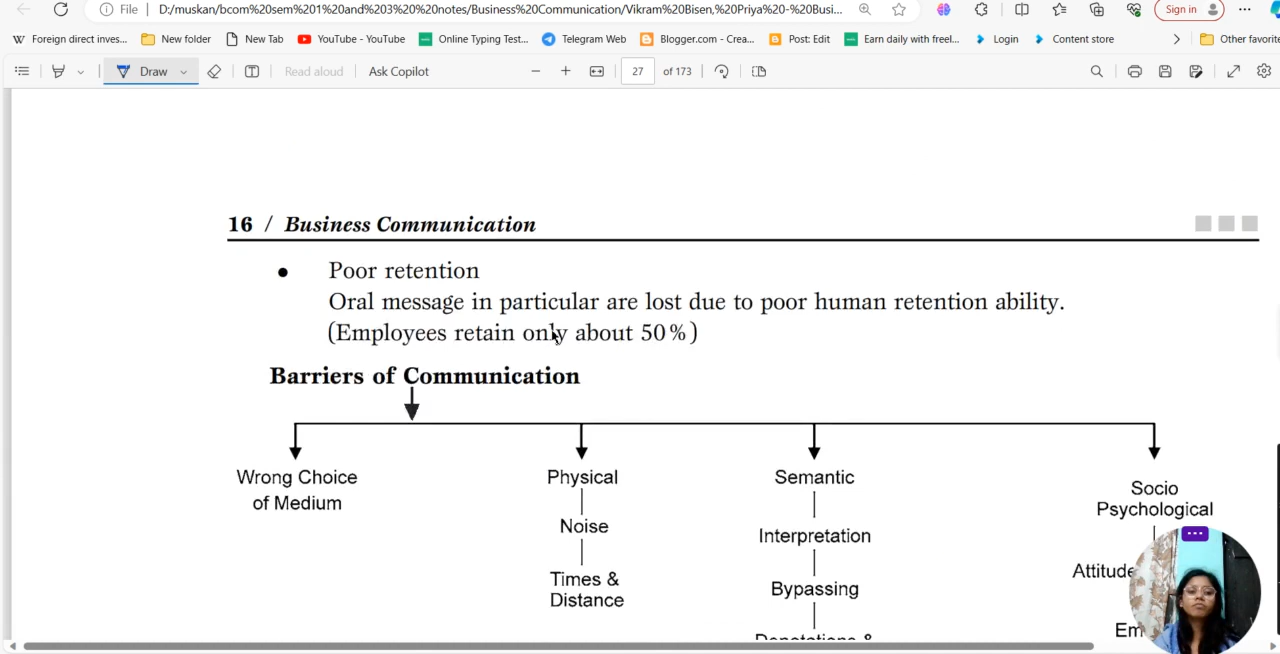 File D:/muskan/bcom%20sem%201%20and%203%20%20notes/Business%20Communication/Vikram%20Bisen,%20Priya%20-%20Busi... Sign in
Foreign direct inves... New folder New Tab YouTube - YouTube Online Typing Test... Telegram Web Blogger.com - Crea... Post: Edit Earn daily with freel... Login Content store Other favorite
Draw Read aloud Ask Copilot 27 of 173
16 / Business Communication
• Poor retention
Oral message in particular are lost due to poor human retention ability.
(Employees retain only about 50%)
Barriers of Communication
Wrong Choice
of Medium
Physical
Noise
Times &
Distance
Semantic
Interpretation
Bypassing
Denotations &
Socio
Psychological
Attitude
Em